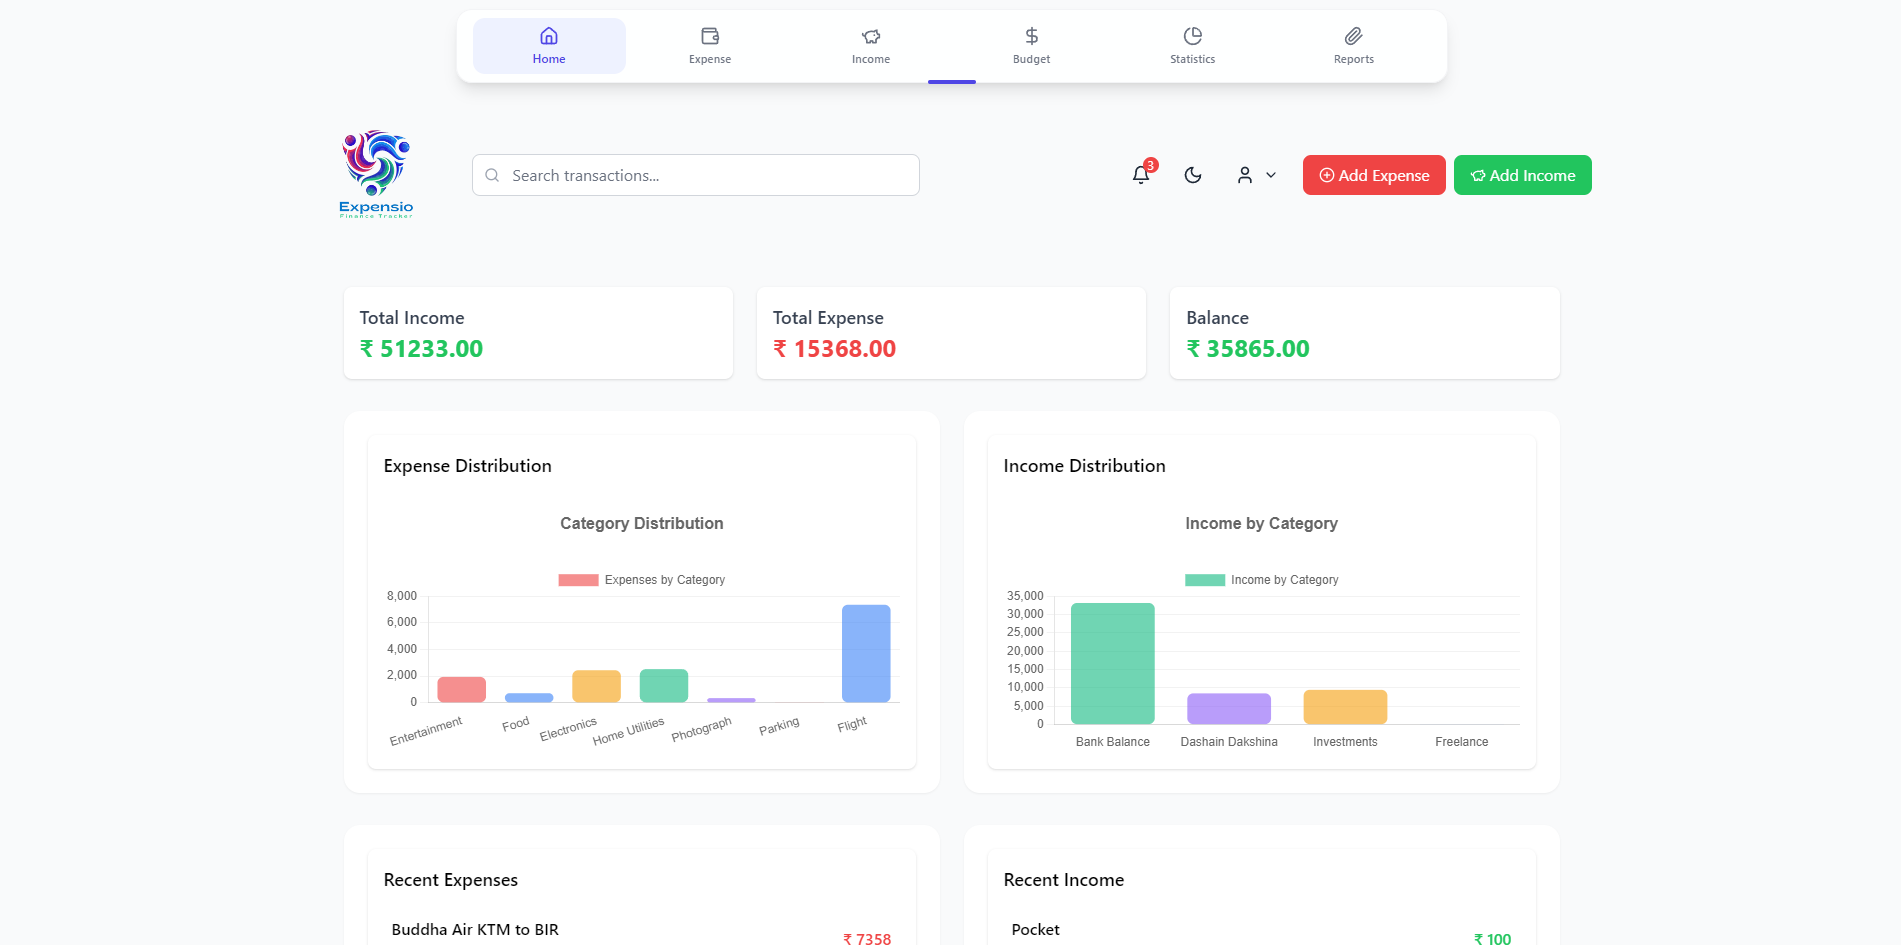 Home
Expense
Income
Budget
Statistics
Reports
Expensio
Finance Tracker
Search transactions...
3
Add Expense
Add Income
Total Income
₹ 51233.00
Total Expense
₹ 15368.00
Balance
₹ 35865.00
Expense Distribution
Category Distribution
Expenses by Category
8,000
6,000
4,000
2,000
0
Entertainment
Food
Electronics
Home Utilities
Photograph
Parking
Flight
Income Distribution
Income by Category
Income by Category
35,000
30,000
25,000
20,000
15,000
10,000
5,000
0
Bank Balance
Dashain Dakshina
Investments
Freelance
Recent Expenses
Buddha Air KTM to BIR
₹ 7358
Recent Income
Pocket
₹ 100